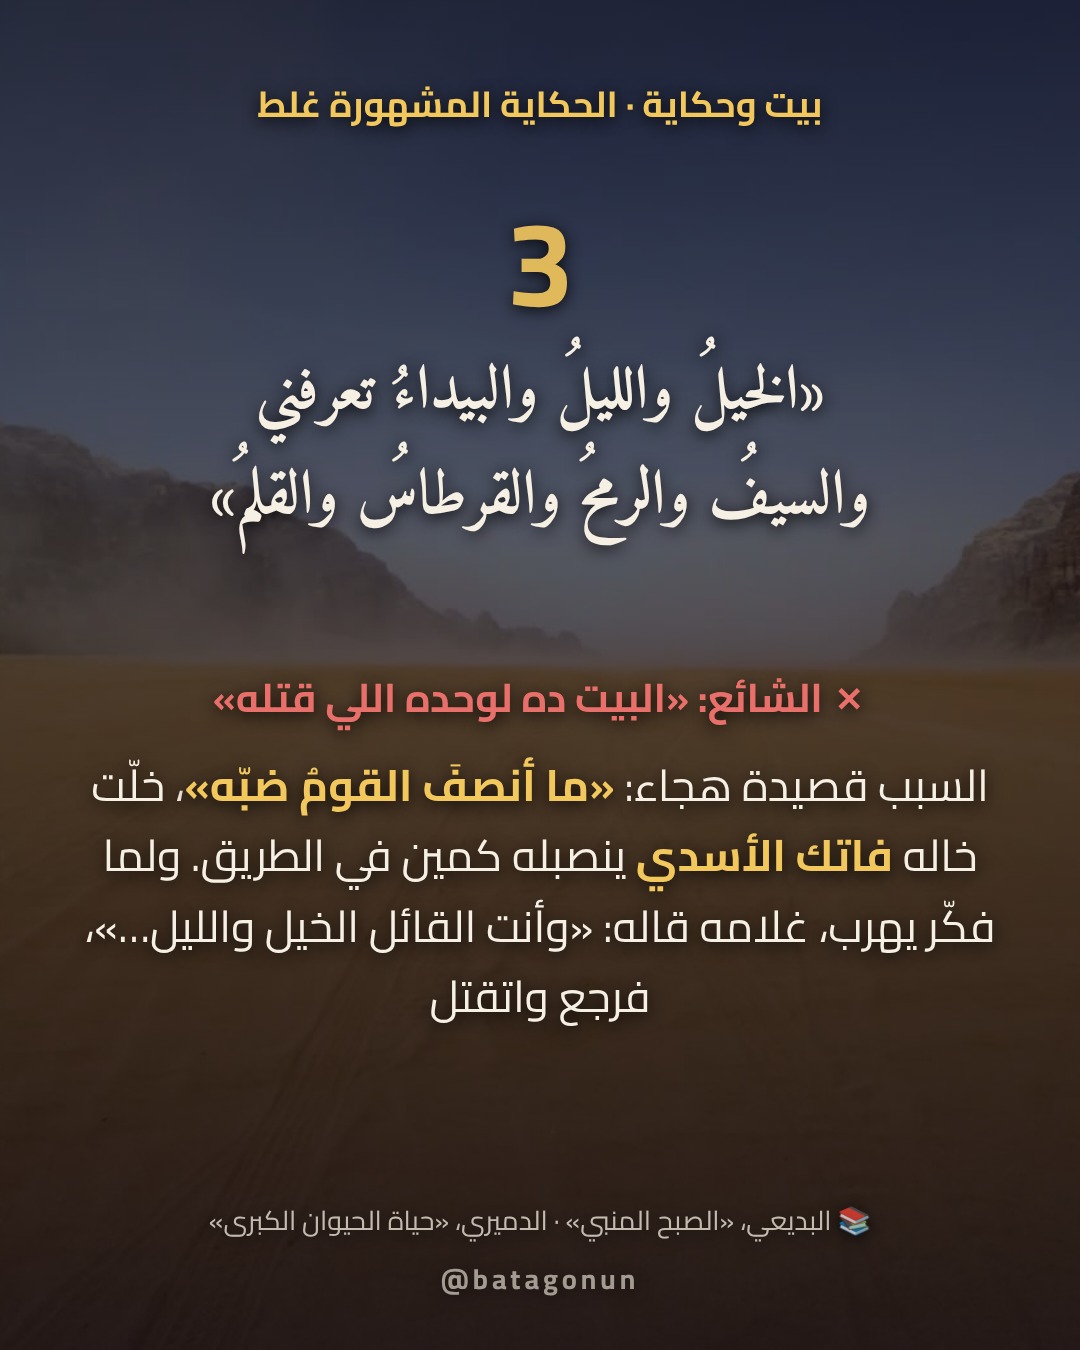 بيت وحكاية · الحكاية المشهورة غلط
3
«الخيلُ والليلُ والبيداءُ تعرفني
والسيفُ والرمحُ والقرطاسُ والقلمُ»
× الشائع: «البيت ده لوحده اللي قتله»
السبب قصيدة هجاء: «ما أنصفَ القومُ ضبّه»، خلّت
خاله فاتك الأسدي ينصبله كمين في الطريق. ولما
فكّر يهرب، غلامه قاله: «وأنت القائل الخيل والليل...»،
فرجع واتقتل
📚 البديعي، «الصبح المنبي» · الدميري، «حياة الحيوان الكبرى»
@batagonun